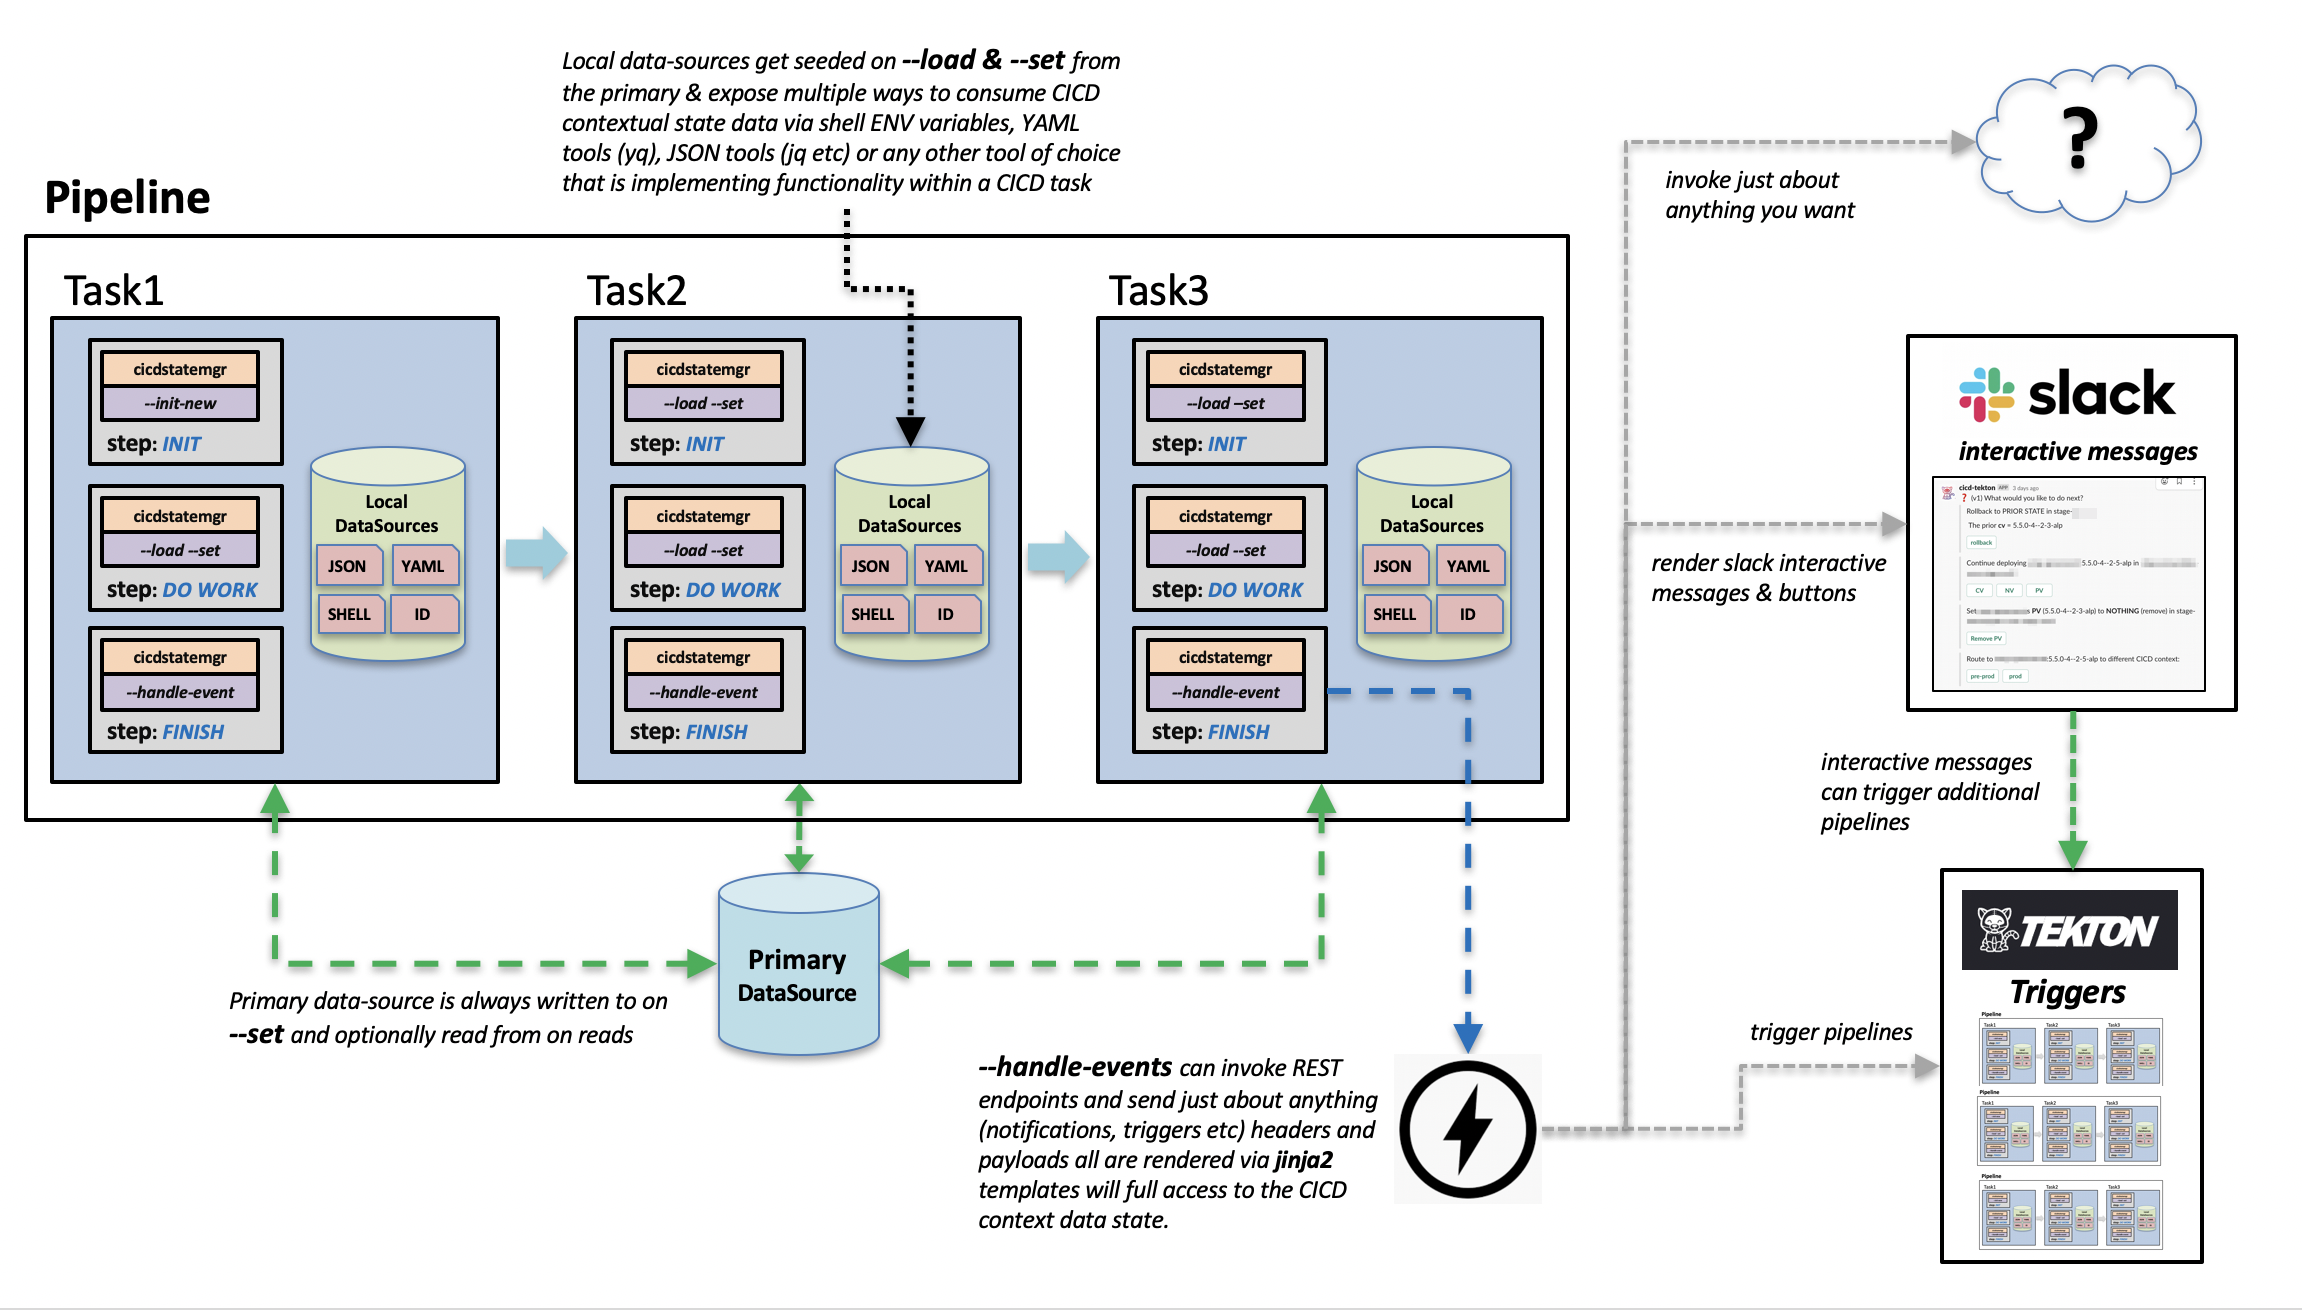 Local data-sources get seeded on --load & --set from
the primary & expose multiple ways to consume CICD
contextual state data via shell ENV variables, YAML
tools (yq), JSON tools (jq etc) or any other tool of choice
that is implementing functionality within a CICD task
Pipeline
Task1
cicdstatemgr
--init-new
step: INIT
cicdstatemgr
--load --set
step: DO WORK
cicdstatemgr
--handle-event
step: FINISH
Local
DataSources
JSON
YAML
SHELL
ID
Task2
cicdstatemgr
--load --set
step: INIT
cicdstatemgr
--load --set
step: DO WORK
cicdstatemgr
--handle-event
step: FINISH
Local
DataSources
JSON
YAML
SHELL
ID
Task3
cicdstatemgr
--load –set
step: INIT
cicdstatemgr
--load --set
step: DO WORK
cicdstatemgr
--handle-event
step: FINISH
Local
DataSources
JSON
YAML
SHELL
ID
Primary
DataSource
Primary data-source is always written to on
--set and optionally read from on reads
--handle-events can invoke REST
endpoints and send just about anything
(notifications, triggers etc) headers and
payloads all are rendered via jinja2
templates will full access to the CICD
context data state.
?
invoke just about
anything you want
render slack interactive
messages & buttons
slack
interactive messages
cicd-tekton APP 3 days ago
? (v1) What would you like to do next?
Rollback to PRIOR STATE in stage-
The prior cv = 5.5.0-4--2-3-alp
rollback
Continue deploying 5.5.0-4--2-5-alp in
CV NV PV
Set s PV (5.5.0-4--2-3-alp) to NOTHING (remove) in stage-
Remove PV
Route to 5.5.0-4--2-5-alp to different CICD context:
pre-prod prod
interactive messages
can trigger additional
pipelines
trigger pipelines
TEKTON
Triggers
Pipeline
Task1 Task2 Task3
Pipeline
Task1 Task2 Task3
Pipeline
Task1 Task2 Task3